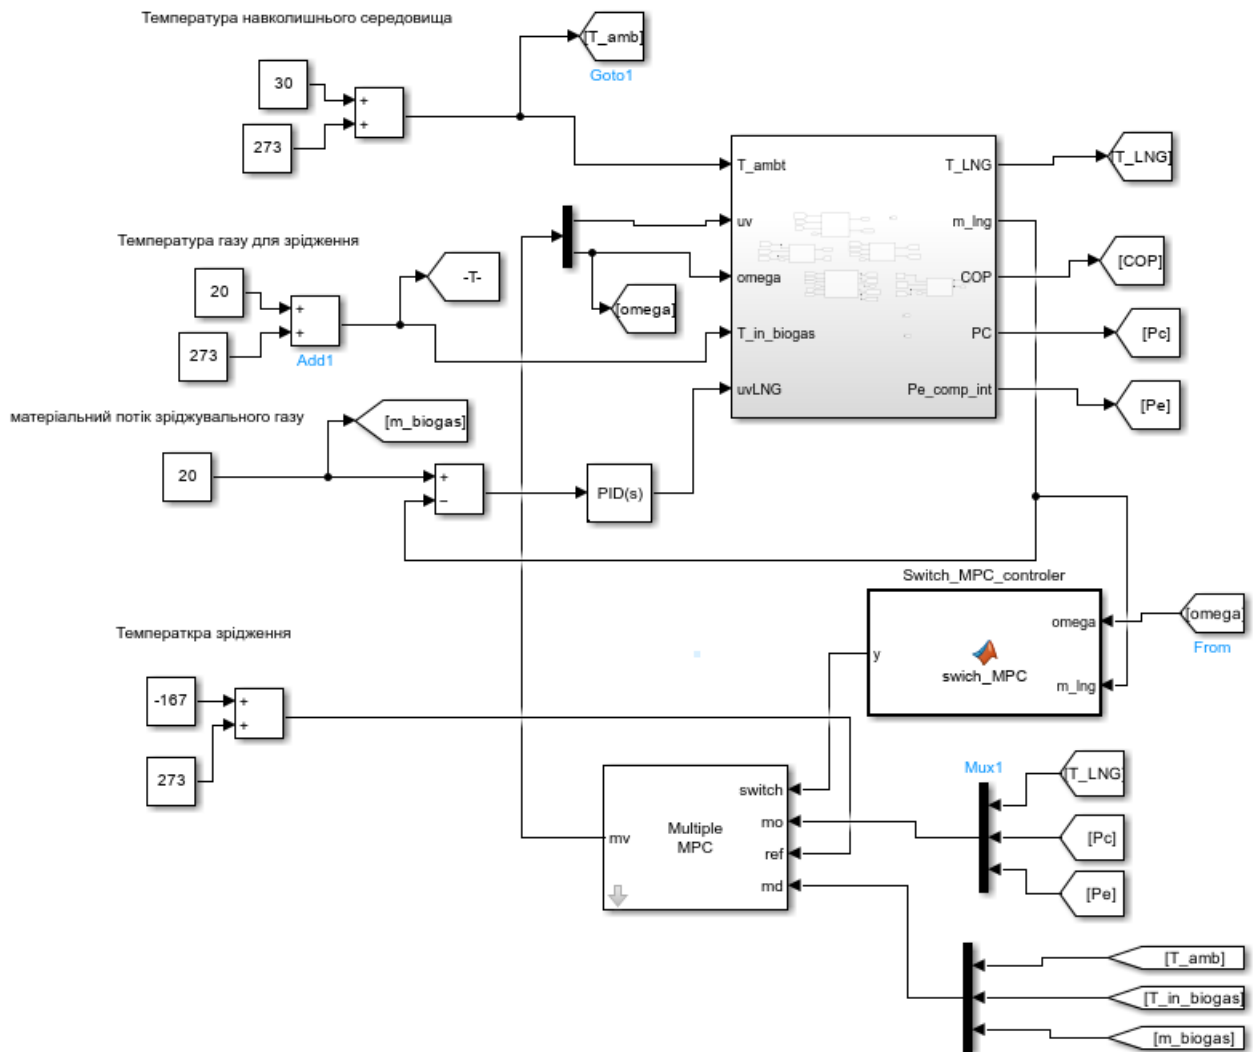 Температура навколишнього середовища
[T_amb]
Goto1
30
+
+
273
T_ambt
T_LNG
[T_LNG]
uv
m_lng
Температура газу для зрідження
-T-
20
+
+
273
Add1
omega
[omega]
COP
[COP]
T_in_biogas
PC
[Pc]
uvLNG
Pe_comp_int
[Pe]
матеріальний потік зріджувального газу
[m_biogas]
20
+
−
PID(s)
Switch_MPC_controler
omega
[omega]
From
y
swich_MPC
m_lng
Температкра зрідження
-167
+
+
273
switch
mo
Multiple
MPC
mv
ref
md
Mux1
[T_LNG]
[Pc]
[Pe]
[T_amb]
[T_in_biogas]
[m_biogas]